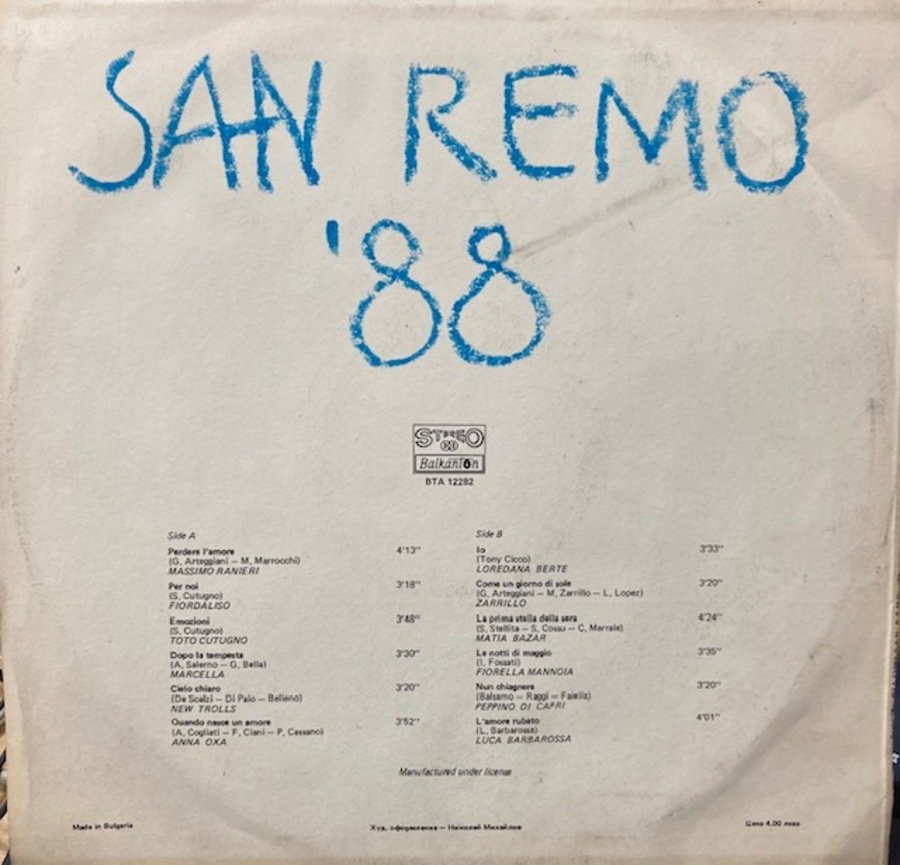 SAN REMO
'88
STEREO
Balkanton
BTA 12282
Side A
Perdere l'amore 4'13''
(G. Arteggiani — M. Marrocchi)
MASSIMO RANIERI
Per noi 3'18''
(S. Cutugno)
FIORDALISO
Emozioni 3'48''
(S. Cutugno)
TOTO CUTUGNO
Dopo la tempesta 3'30''
(A. Salerno — G. Bella)
MARCELLA
Cielo chiaro 3'20''
(De Scalzi — Di Palo — Belleno)
NEW TROLLS
Quando nasce un amore 3'52''
(A. Cogliati — F. Ciani — P. Cassano)
ANNA OXA
Side B
Io 3'33''
(Tony Cicco)
LOREDANA BERTE
Come un giorno di sole 3'20''
(G. Arteggiani — M. Zarrillo — L. Lopez)
ZARRILLO
La prima stella della sera 4'24''
(S. Stellita — S. Cossu — C. Marrale)
MATIA BAZAR
Le notti di maggio 3'35''
(I. Fossati)
FIORELLA MANNOIA
Nun chiagnere 3'20''
(Balsamo — Raggi — Faiella)
PEPPINO DI CAPRI
L'amore rubato 4'01''
(L. Barbarossa)
LUCA BARBAROSSA
Manufactured under license
Made in Bulgaria
Худ. оформление — Николай Михайлов
Цена 4.00 лева